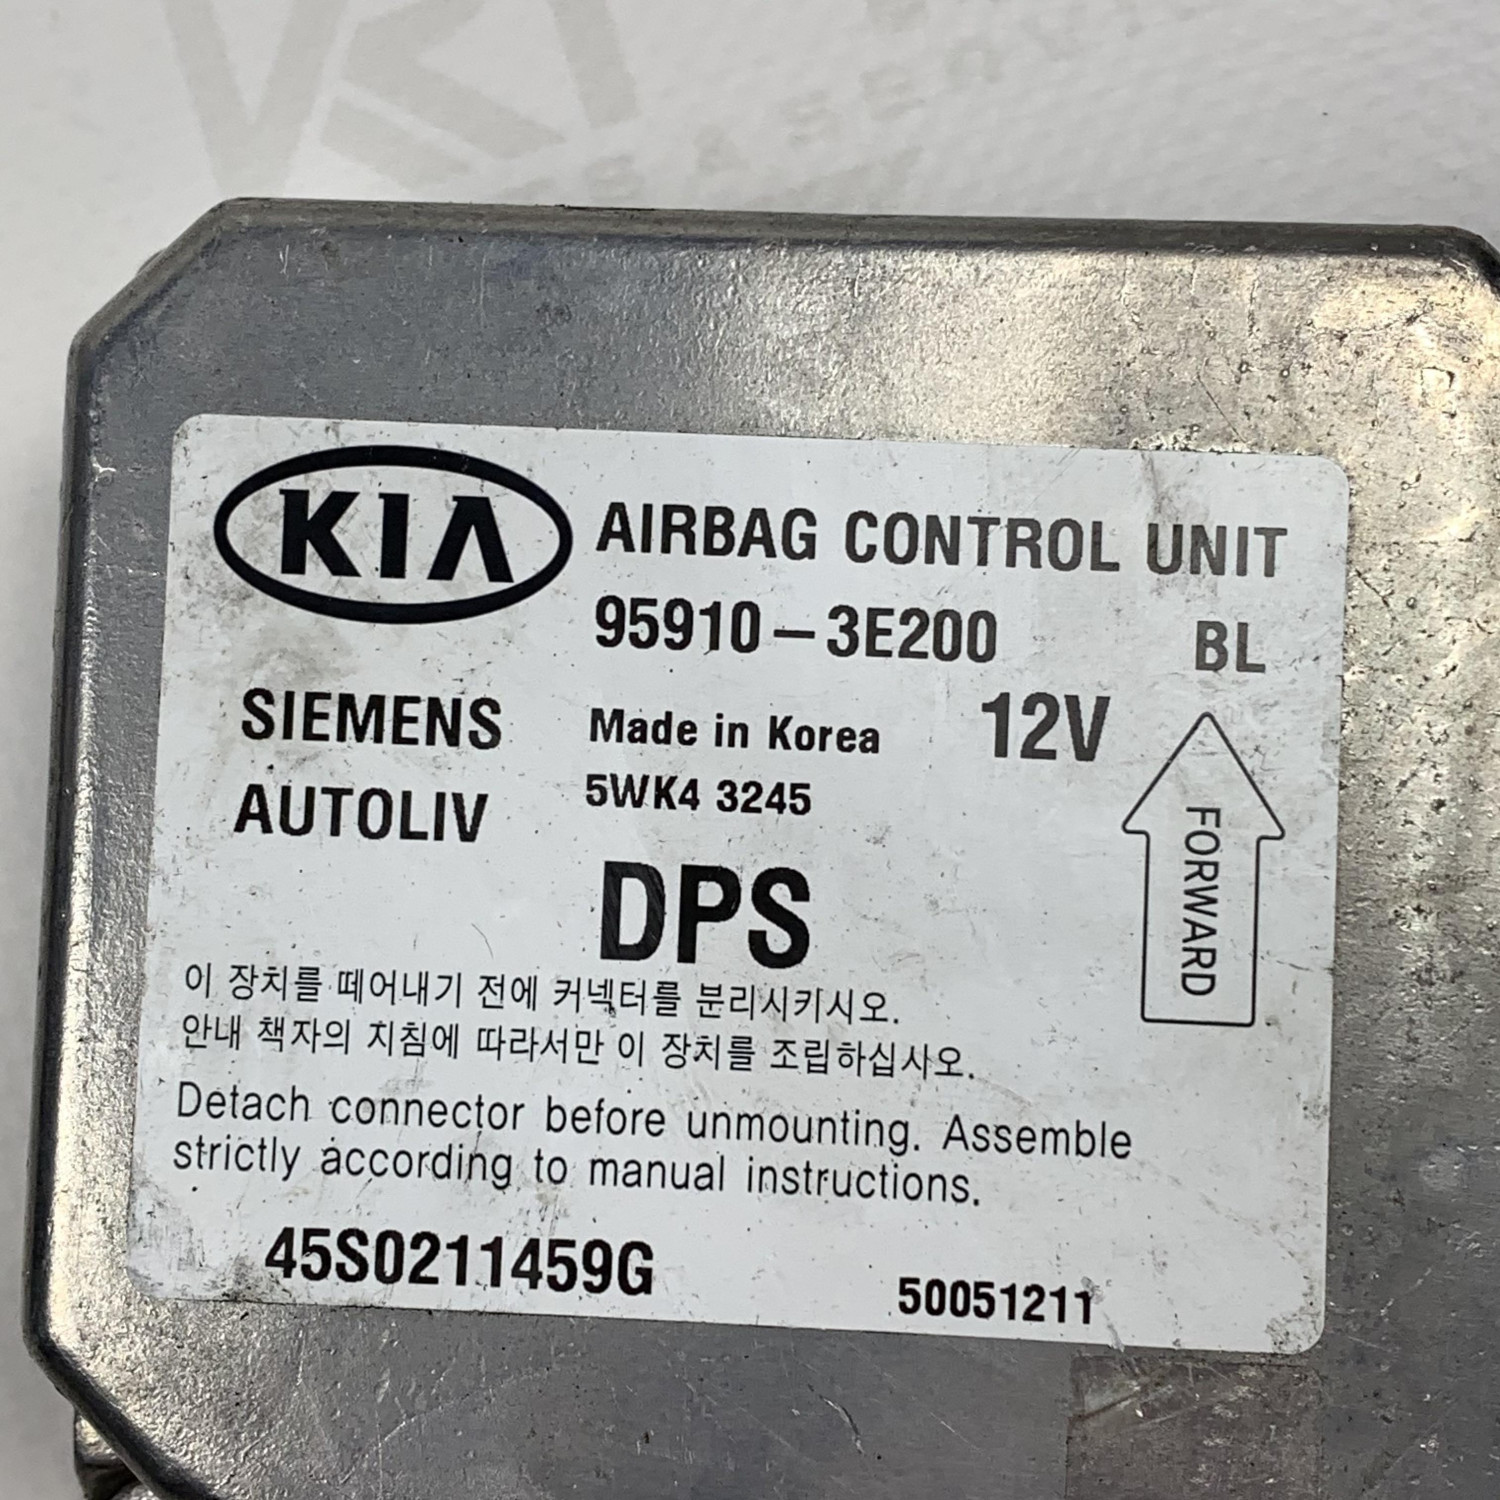 KIA
AIRBAG CONTROL UNIT
95910-3E200 BL
SIEMENS
AUTOLIV
Made in Korea
12V
5WK4 3245
FORWARD
DPS
이 장치를 떼어내기 전에 커넥터를 분리시키시오.
안내 책자의 지침에 따라서만 이 장치를 조립하십시오.
Detach connector before unmounting. Assemble
strictly according to manual instructions.
45S0211459G
50051211